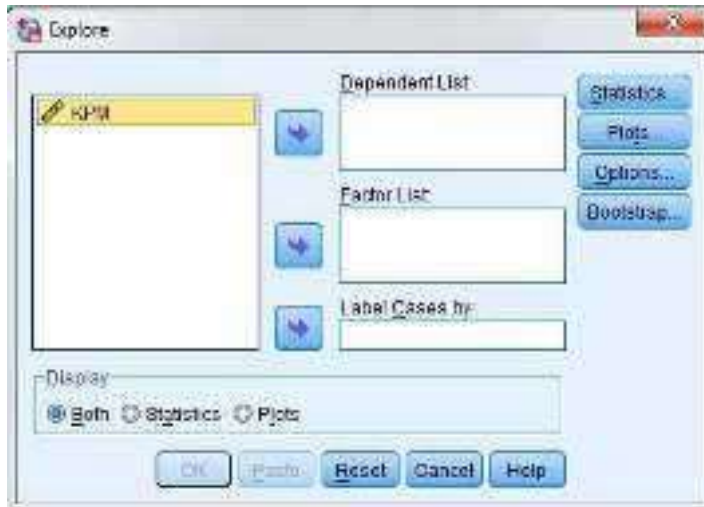 Explore
Dependent List
KPM
Statistics...
Plots...
Options...
Bootstrap...
Factor List
Label Cases by
Display
Both Statistics Plots
OK Paste Reset Cancel Help